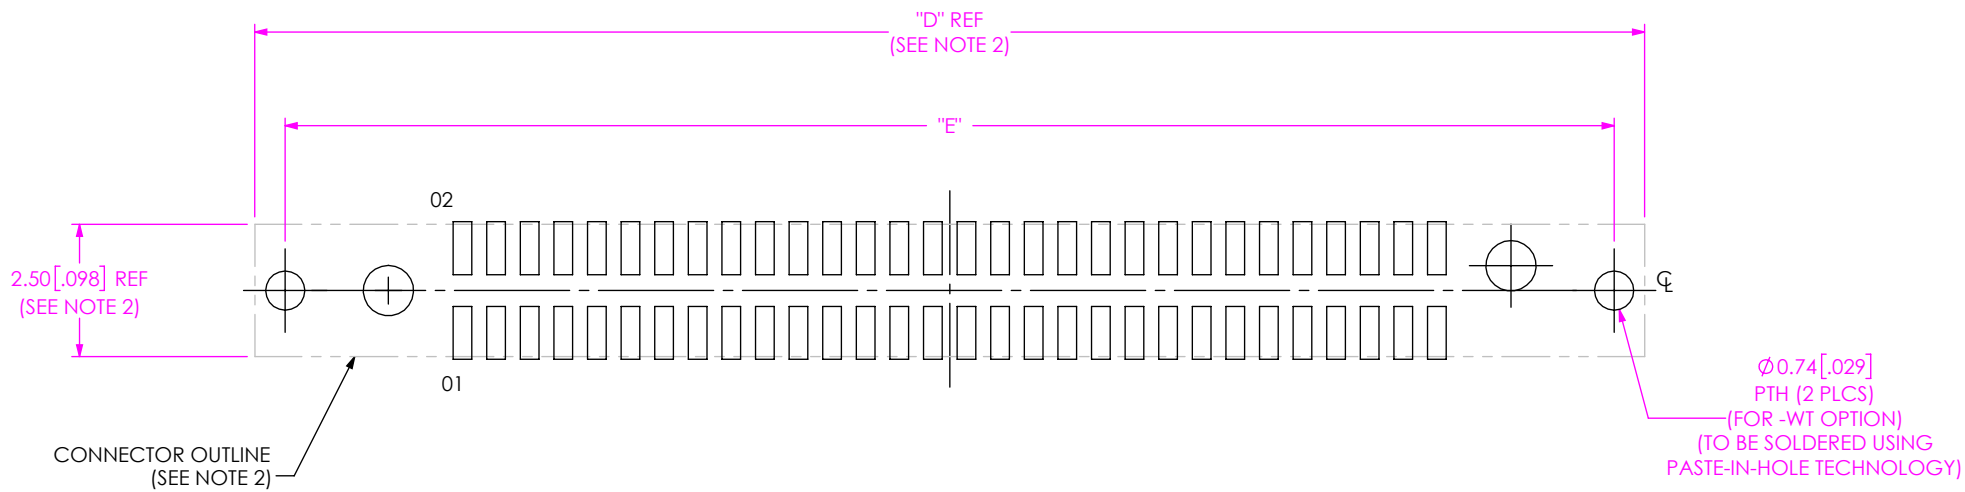 "D" REF
(SEE NOTE 2)
"E"
02
2.50[.098] REF
(SEE NOTE 2)
℄
01
Ø0.74[.029]
PTH (2 PLCS)
(FOR -WT OPTION)
(TO BE SOLDERED USING
PASTE-IN-HOLE TECHNOLOGY)
CONNECTOR OUTLINE
(SEE NOTE 2)